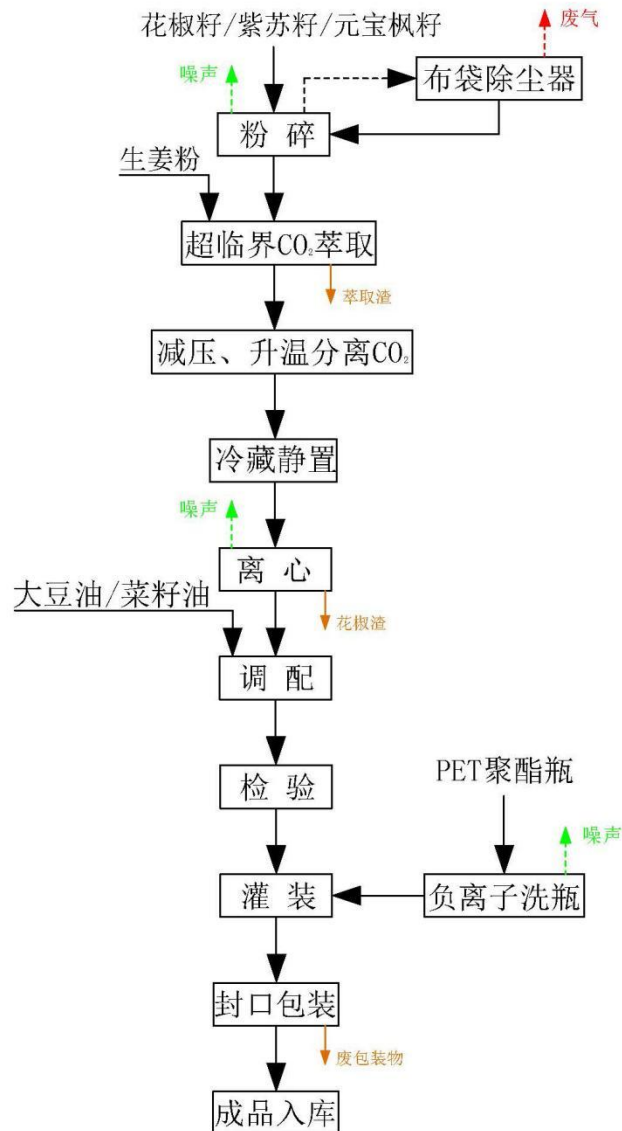 花椒籽/紫苏籽/元宝枫籽
废气
噪声
布袋除尘器
粉碎
生姜粉
超临界CO₂萃取
萃取渣
减压、升温分离CO₂
冷藏静置
噪声
离心
大豆油/菜籽油
花椒渣
调配
检验
PET聚酯瓶
噪声
灌装
负离子洗瓶
封口包装
废包装物
成品入库